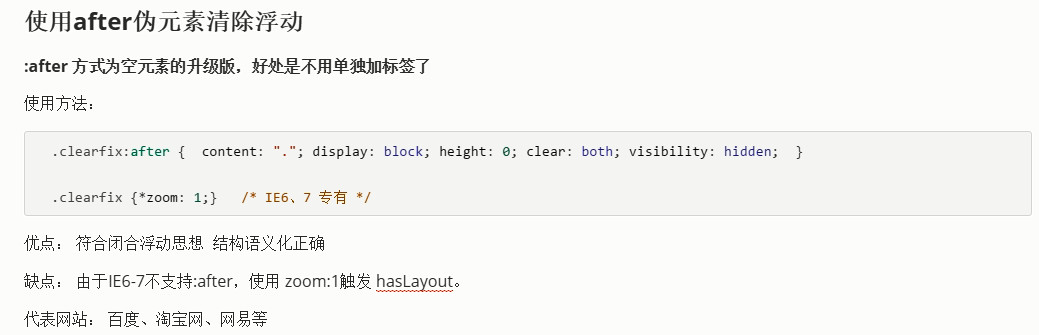 使用after伪元素清除浮动
:after 方式为空元素的升级版，好处是不用单独加标签了
使用方法：
.clearfix:after {  content: "."; display: block; height: 0; clear: both; visibility: hidden;  }
.clearfix {*zoom: 1;}   /* IE6、7 专有 */
优点： 符合闭合浮动思想  结构语义化正确
缺点： 由于IE6-7不支持:after，使用 zoom:1触发 hasLayout。
代表网站： 百度、淘宝网、网易等